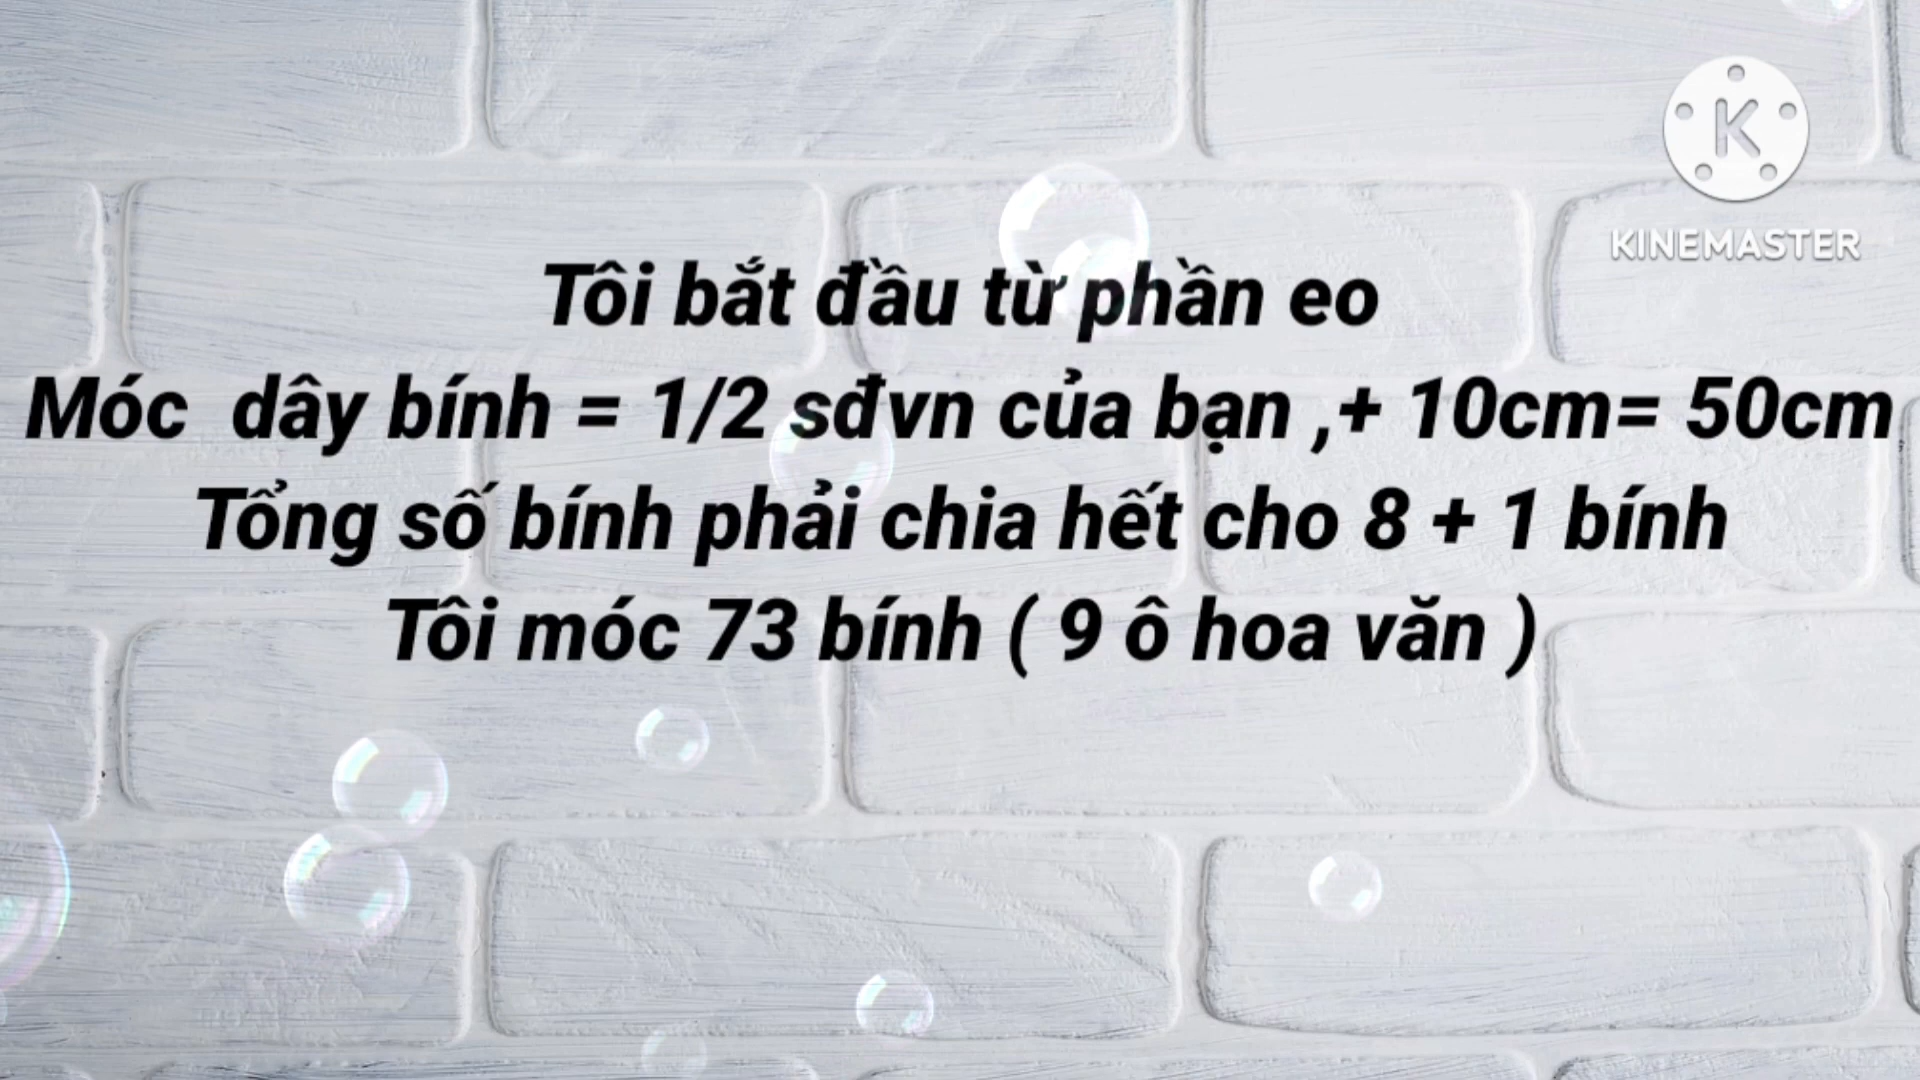 KINEMASTER
Tôi bắt đầu từ phần eo
Móc dây bính = 1/2 sđvn của bạn ,+ 10cm= 50cm
Tổng số bính phải chia hết cho 8 + 1 bính
Tôi móc 73 bính ( 9 ô hoa văn )